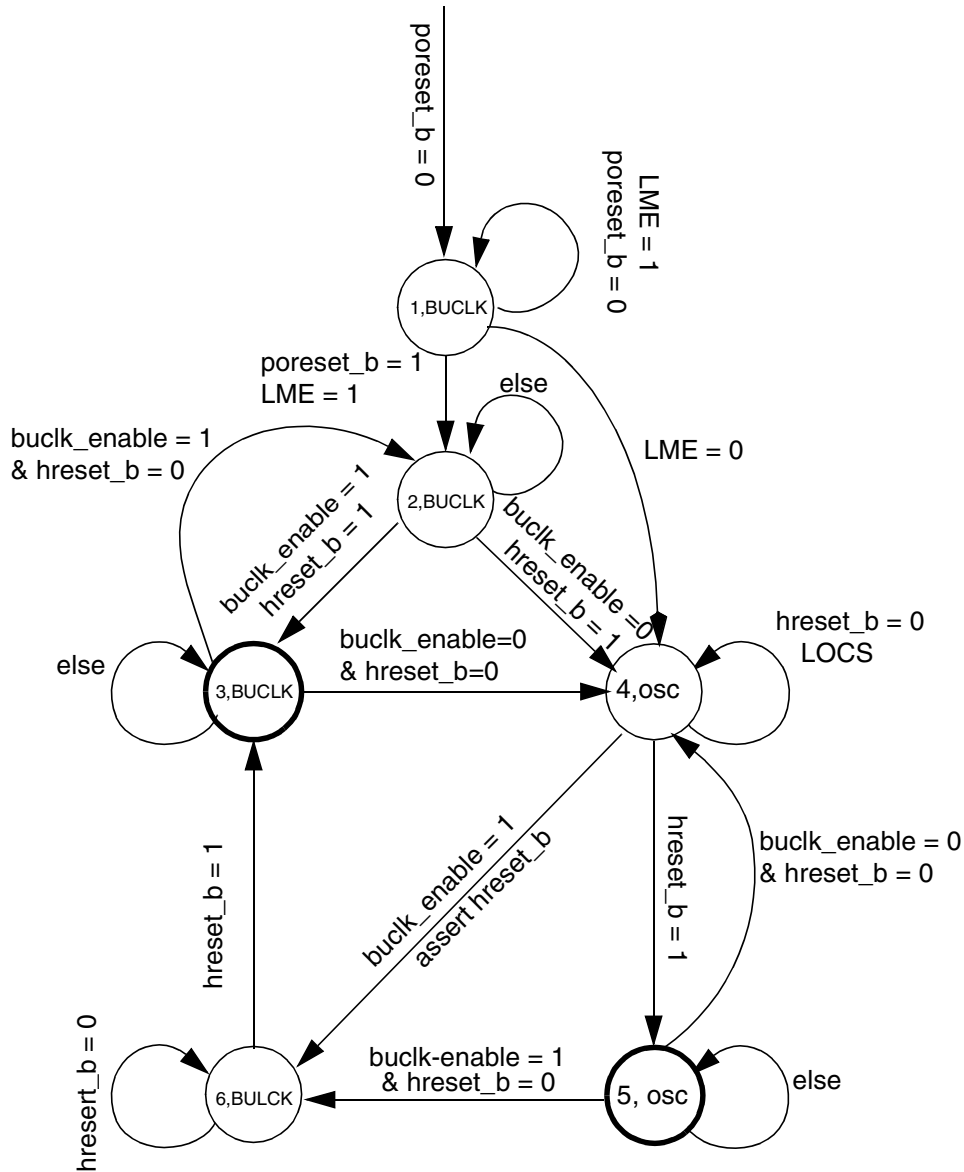 poreset_b = 0
LME = 1
poreset_b = 0
1,BUCLK
poreset_b = 1
LME = 1
else
buclk_enable = 1
& hreset_b = 0
LME = 0
2,BUCLK
buclk_enable = 1
hreset_b = 1
buclk_enable =0
hreset_b = 1
hreset_b = 0
LOCS
buclk_enable=0
& hreset_b=0
else
3,BUCLK
4,osc
buclk_enable = 1
assert hreset_b
hreset_b = 1
buclk_enable = 0
& hreset_b = 0
hreset_b = 1
buclk-enable = 1
& hreset_b = 0
hresert_b = 0
6,BULCK
5, osc
else